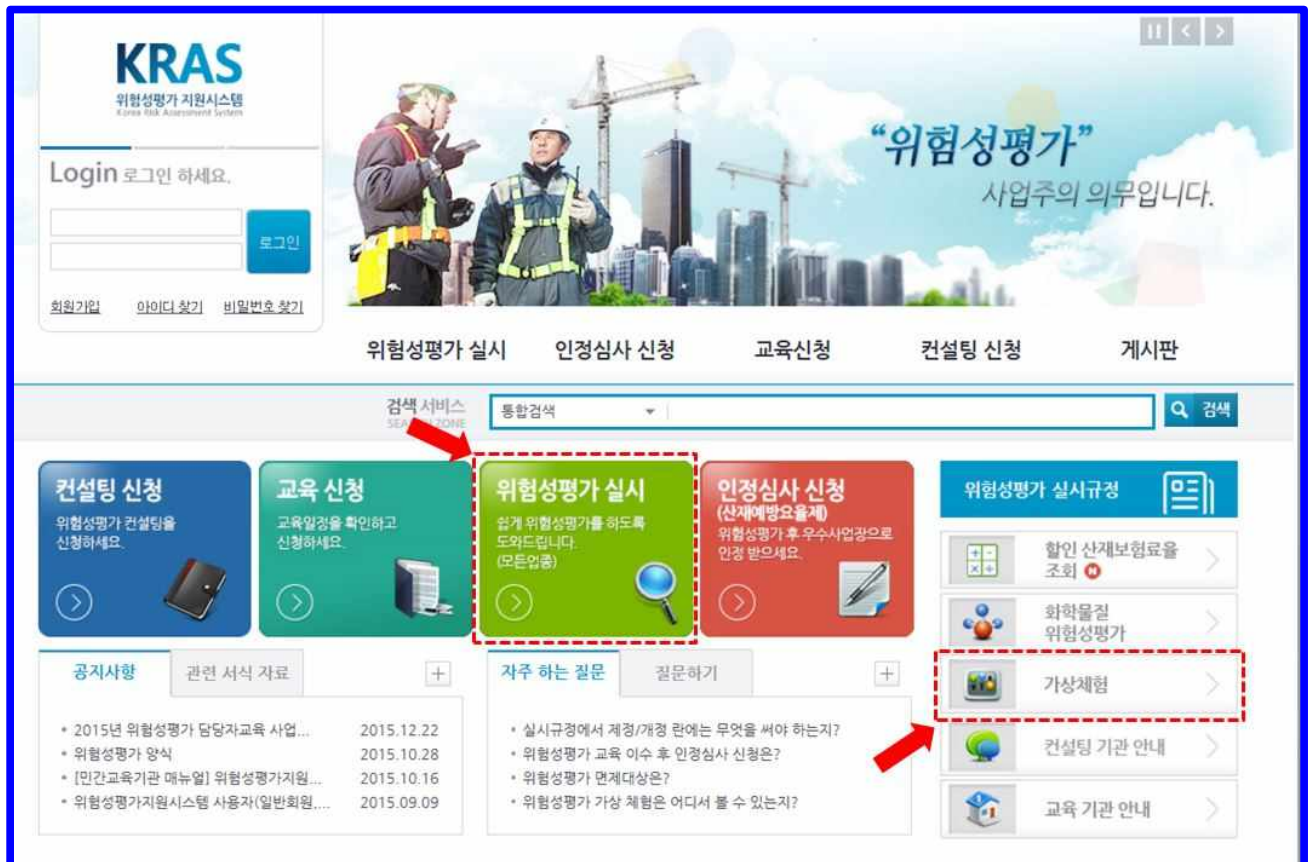 KRAS
위험성평가 지원시스템
Korea Risk Assessment System
Login 로그인 하세요.
로그인
회원가입 아이디 찾기 비밀번호 찾기
“위험성평가”
사업주의 의무입니다.
위험성평가 실시 인정심사 신청 교육신청 컨설팅 신청 게시판
검색 서비스
ZONE
통합검색
검색
컨설팅 신청
위험성평가 컨설팅을
신청하세요.
교육 신청
교육일정을 확인하고
신청하세요.
위험성평가 실시
쉽게 위험성평가를 하도록
도와드립니다.
(모든업종)
인정심사 신청
(산재예방요율제)
위험성평가 후 우수사업장으로
인정 받으세요.
위험성평가 실시규정
할인 산재보험료율
조회 N
화학물질
위험성평가
가상체험
컨설팅 기관 안내
교육 기관 안내
공지사항 관련 서식 자료
• 2015년 위험성평가 담당자교육 사업... 2015.12.22
• 위험성평가 양식 2015.10.28
• [민간교육기관 매뉴얼] 위험성평가지원... 2015.10.16
• 위험성평가지원시스템 사용자(일반회원,... 2015.09.09
자주 하는 질문 질문하기
• 실시규정에서 제정/개정 란에는 무엇을 써야 하는지?
• 위험성평가 교육 이수 후 인정심사 신청은?
• 위험성평가 면제대상은?
• 위험성평가 가상 체험은 어디서 볼 수 있는지?